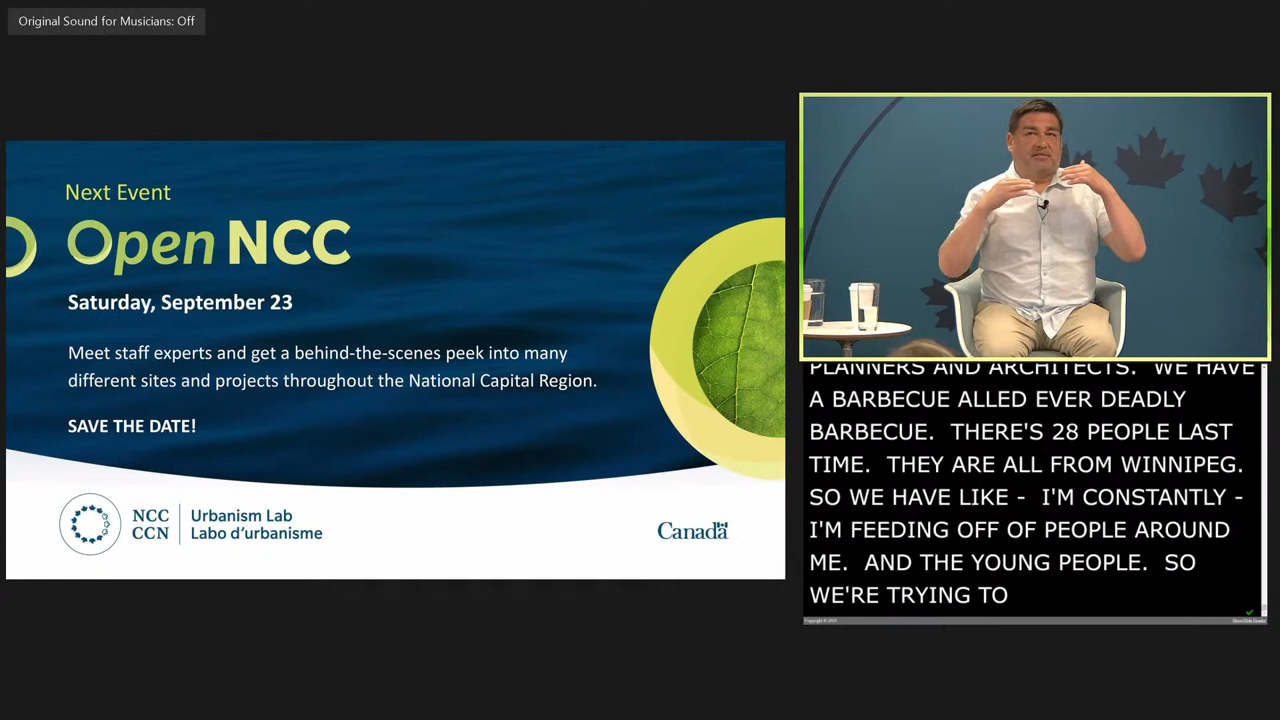 Original Sound for Musicians: Off
Next Event
Open NCC
Saturday, September 23
Meet staff experts and get a behind-the-scenes peek into many
different sites and projects throughout the National Capital Region.
SAVE THE DATE!
NCC
CCN
Urbanism Lab
Labo d'urbanisme
Canada
PLANNERS AND ARCHITECTS. WE HAVE
A BARBECUE ALLED EVER DEADLY
BARBECUE. THERE'S 28 PEOPLE LAST
TIME. THEY ARE ALL FROM WINNIPEG.
SO WE HAVE LIKE - I'M CONSTANTLY -
I'M FEEDING OFF OF PEOPLE AROUND
ME. AND THE YOUNG PEOPLE. SO
WE'RE TRYING TO